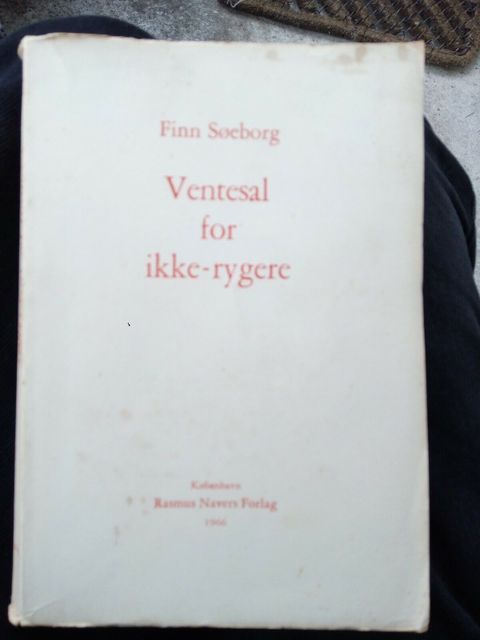 Finn Søeborg
Ventesal
for
ikke-rygere
København
Rasmus Navers Forlag
1966